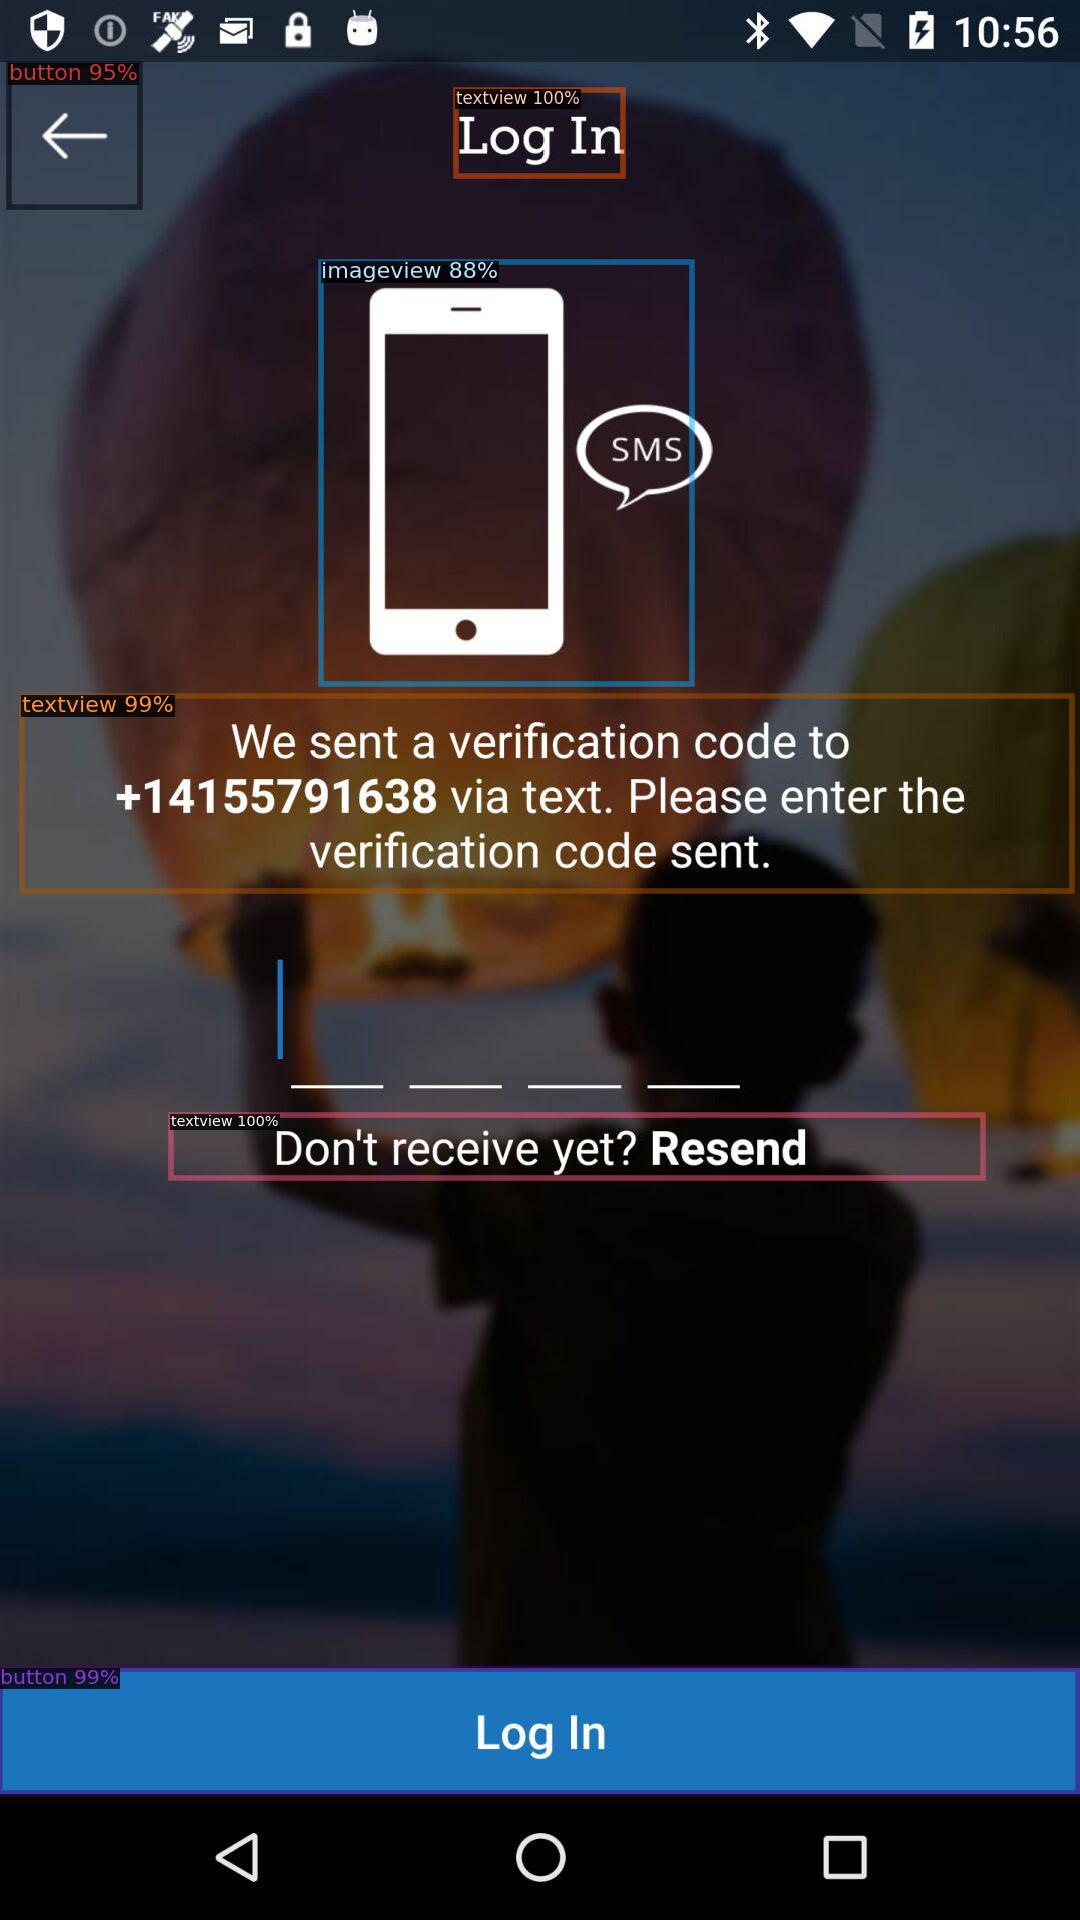 FAKE
10:56
button 95%
textview 100%
Log In
imageview 88%
SMS
textview 99%
We sent a verification code to
+14155791638 via text. Please enter the
verification code sent.
textview 100%
Don't receive yet? Resend
button 99%
Log In